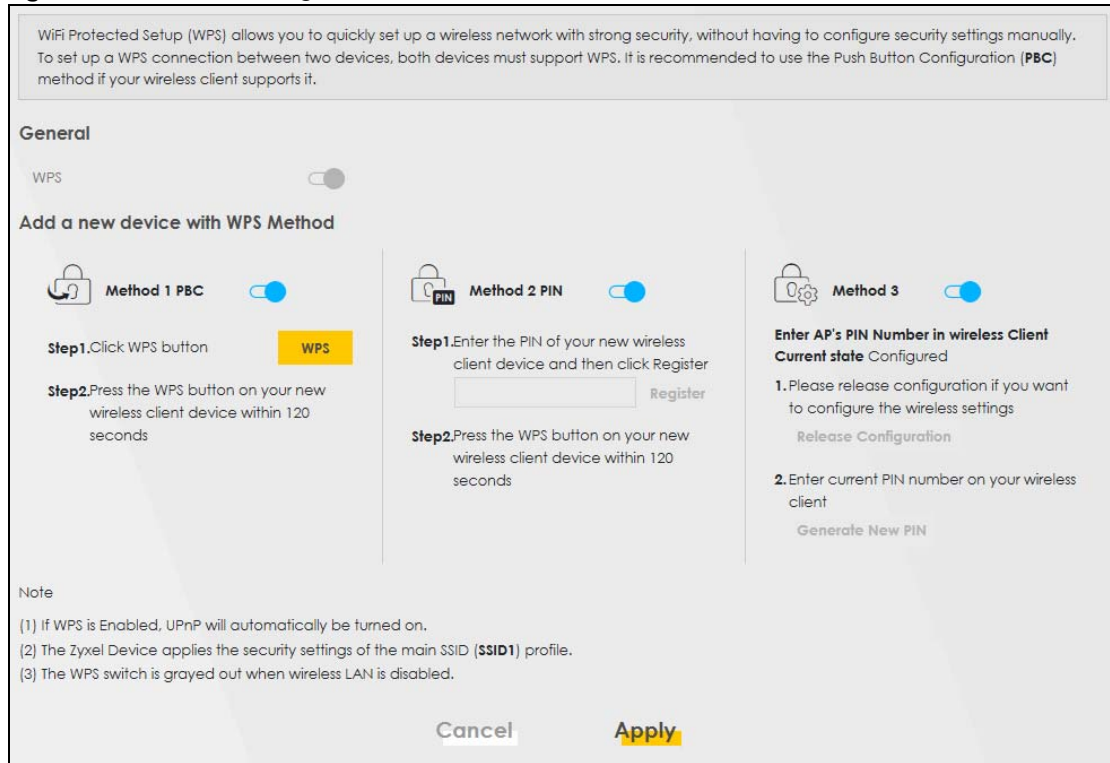 WiFi Protected Setup (WPS) allows you to quickly set up a wireless network with strong security, without having to configure security settings manually.
To set up a WPS connection between two devices, both devices must support WPS. It is recommended to use the Push Button Configuration (PBC)
method if your wireless client supports it.
General
WPS
Add a new device with WPS Method
Method 1 PBC
Step1.Click WPS button
WPS
Step2.Press the WPS button on your new
wireless client device within 120
seconds
PIN
Method 2 PIN
Step1.Enter the PIN of your new wireless
client device and then click Register
Register
Step2.Press the WPS button on your new
wireless client device within 120
seconds
Method 3
Enter AP's PIN Number in wireless Client
Current state Configured
1. Please release configuration if you want
to configure the wireless settings
Release Configuration
2. Enter current PIN number on your wireless
client
Generate New PIN
Note
(1) If WPS is Enabled, UPnP will automatically be turned on.
(2) The Zyxel Device applies the security settings of the main SSID (SSID1) profile.
(3) The WPS switch is grayed out when wireless LAN is disabled.
Cancel
Apply